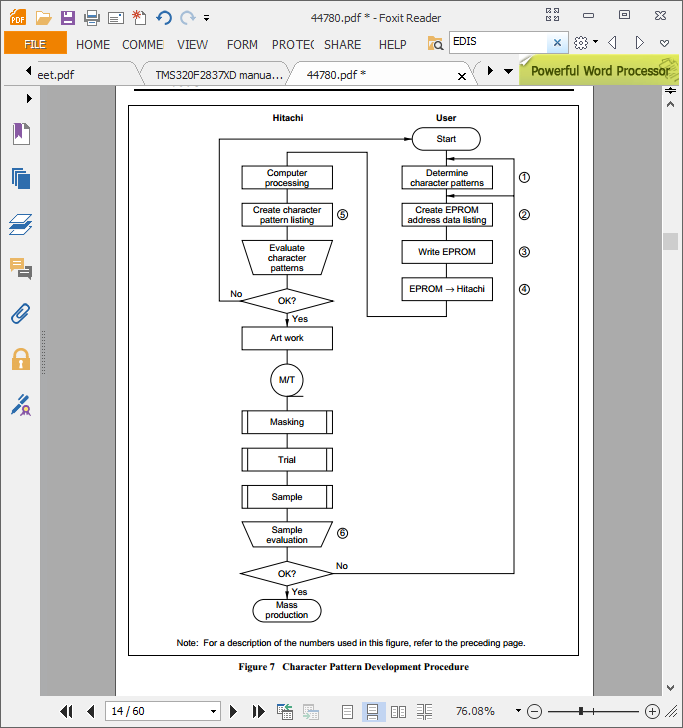 44780.pdf * - Foxit Reader
FILE HOME COMME VIEW FORM PROTEC SHARE HELP EDIS
eet.pdf TMS320F2837XD manua... 44780.pdf * Powerful Word Processor
Hitachi User
Start
Computer
processing
Determine
character patterns
1
Create character
pattern listing
5
Create EPROM
address data listing
2
Evaluate
character
patterns
Write EPROM
3
EPROM → Hitachi
4
No
OK?
Yes
Art work
M/T
Masking
Trial
Sample
Sample
evaluation
6
OK?
No
Yes
Mass
production
Note: For a description of the numbers used in this figure, refer to the preceding page.
Figure 7 Character Pattern Development Procedure
14 / 60 76.08%